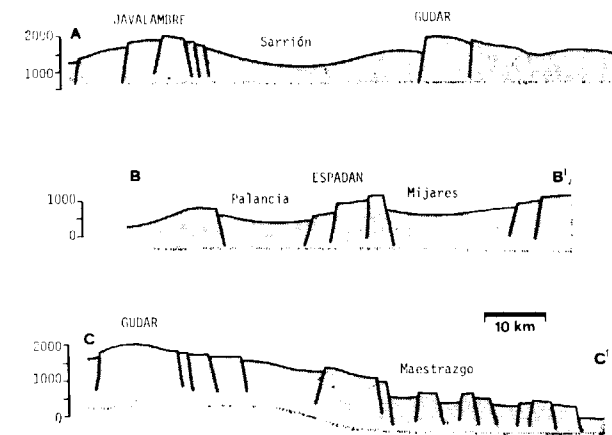 JAVALAMBRE GUDAR
2000 A Sarrión
1000
B ESPADAN B'
Palancia Mijares
1000
0
10 km
GUDAR
C C'
2000 Maestrazgo
1000
0